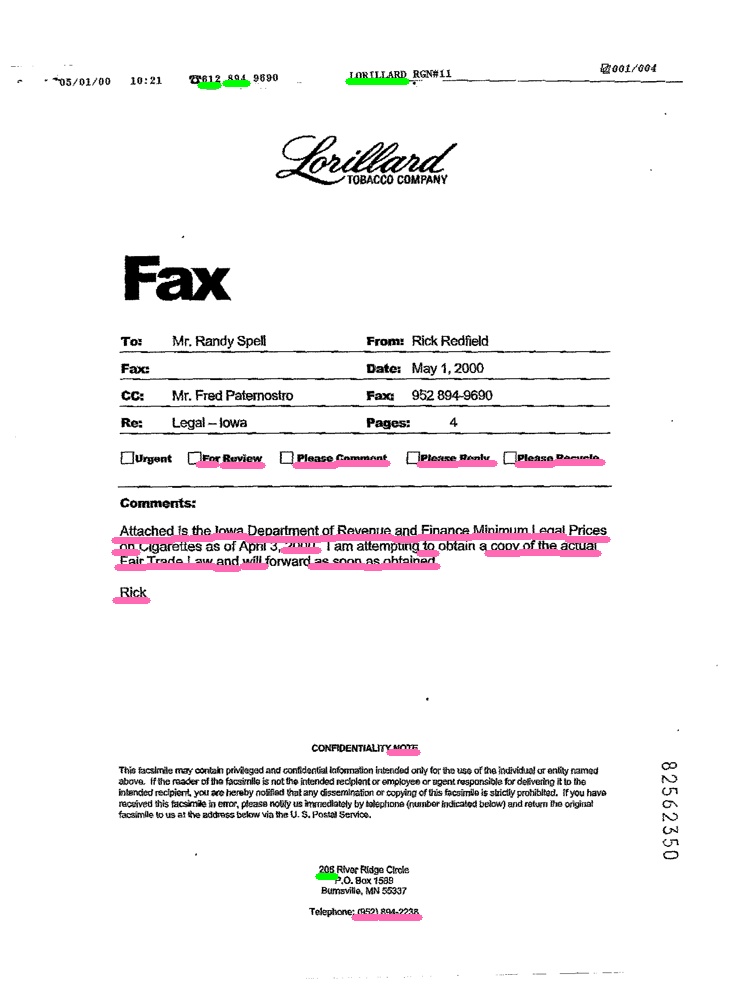 05/01/00 10:21 ☎612 894 9690 LORILLARD RGN#11 001/004
Lorillard
TOBACCO COMPANY
Fax
To: Mr. Randy Spell From: Rick Redfield
Fax: Date: May 1, 2000
CC: Mr. Fred Paternostro Fax: 952 894-9690
Re: Legal – Iowa Pages: 4
☐ Urgent ☐ For Review ☐ Please Comment ☐ Please Reply ☐ Please Recycle
Comments:
Attached is the Iowa Department of Revenue and Finance Minimum Legal Prices
on Cigarettes as of April 3, 2000. I am attempting to obtain a copy of the actual
Fair Trade Law and will forward as soon as obtained.
Rick
CONFIDENTIALITY NOTE
This facsimile may contain privileged and confidential information intended only for the use of the individual or entity named
above. If the reader of the facsimile is not the intended recipient or employee or agent responsible for delivering it to the
intended recipient, you are hereby notified that any dissemination or copying of this facsimile is strictly prohibited. If you have
received this facsimile in error, please notify us immediately by telephone (number indicated below) and return the original
facsimile to us at the address below via the U. S. Postal Service.
206 River Ridge Circle
P.O. Box 1589
Burnsville, MN 55337
Telephone: (952) 894-2238
82562350